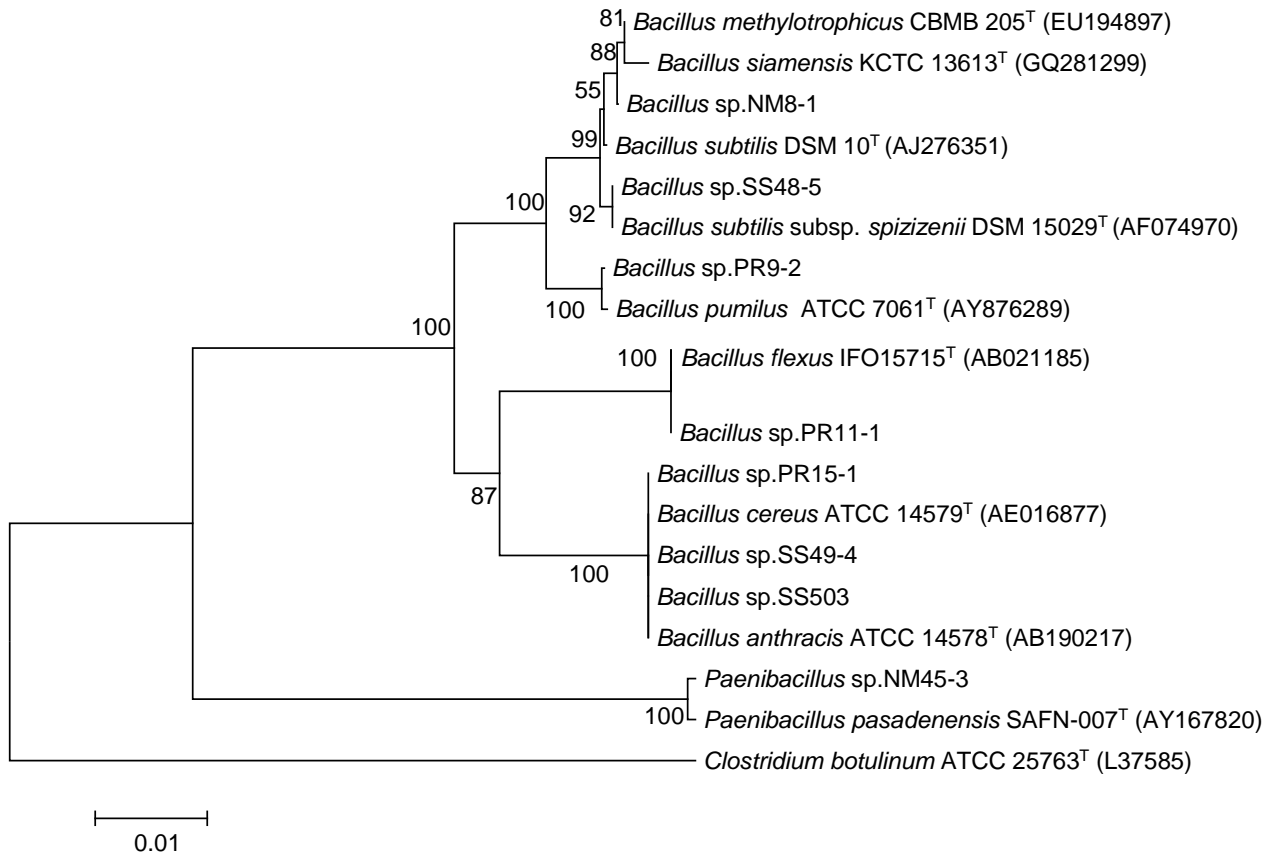 81 Bacillus methylotrophicus CBMB 205ᵀ (EU194897)
88 Bacillus siamensis KCTC 13613ᵀ (GQ281299)
55 Bacillus sp.NM8-1
99 Bacillus subtilis DSM 10ᵀ (AJ276351)
Bacillus sp.SS48-5
100
92
Bacillus subtilis subsp. spizizenii DSM 15029ᵀ (AF074970)
Bacillus sp.PR9-2
100 Bacillus pumilus ATCC 7061ᵀ (AY876289)
100
100 Bacillus flexus IFO15715ᵀ (AB021185)
Bacillus sp.PR11-1
Bacillus sp.PR15-1
87
Bacillus cereus ATCC 14579ᵀ (AE016877)
Bacillus sp.SS49-4
100
Bacillus sp.SS503
Bacillus anthracis ATCC 14578ᵀ (AB190217)
Paenibacillus sp.NM45-3
100 Paenibacillus pasadenensis SAFN-007ᵀ (AY167820)
Clostridium botulinum ATCC 25763ᵀ (L37585)
0.01